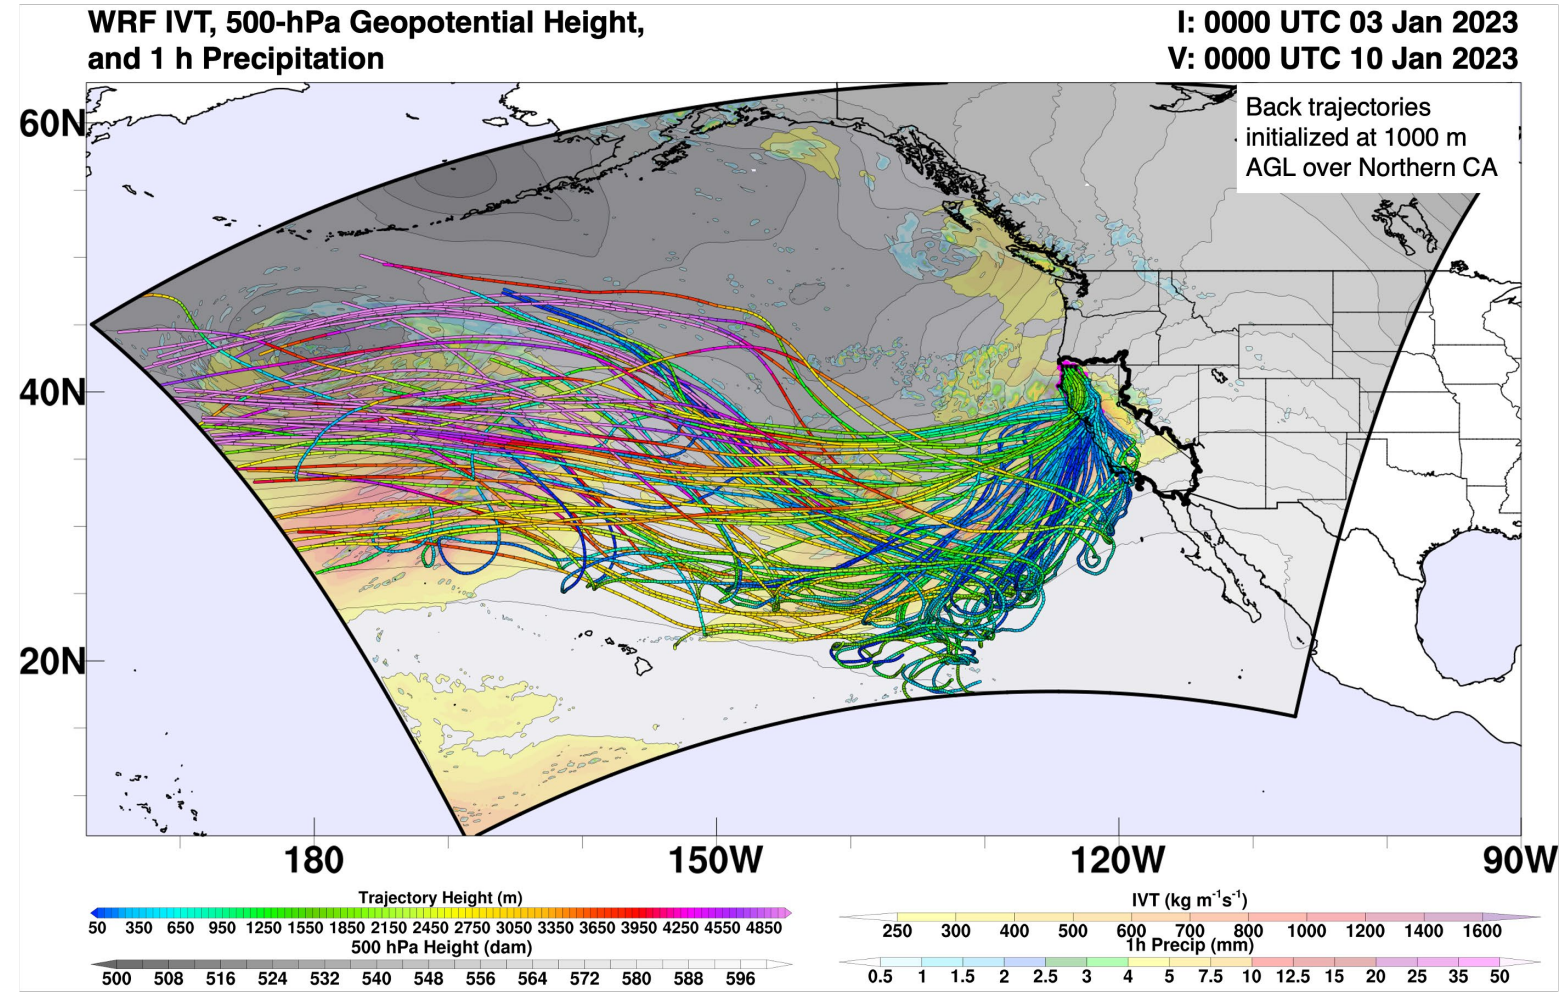 WRF IVT, 500-hPa Geopotential Height,
and 1 h Precipitation
I: 0000 UTC 03 Jan 2023
V: 0000 UTC 10 Jan 2023
Back trajectories
initialized at 1000 m
AGL over Northern CA
60N
40N
20N
180 150W 120W 90W
Trajectory Height (m)
50 350 650 950 1250 1550 1850 2150 2450 2750 3050 3350 3650 3950 4250 4550 4850
500 hPa Height (dam)
500 508 516 524 532 540 548 556 564 572 580 588 596
IVT (kg m⁻¹s⁻¹)
250 300 400 500 600 700 800 1000 1200 1400 1600
1h Precip (mm)
0.5 1 1.5 2 2.5 3 4 5 7.5 10 12.5 15 20 25 35 50